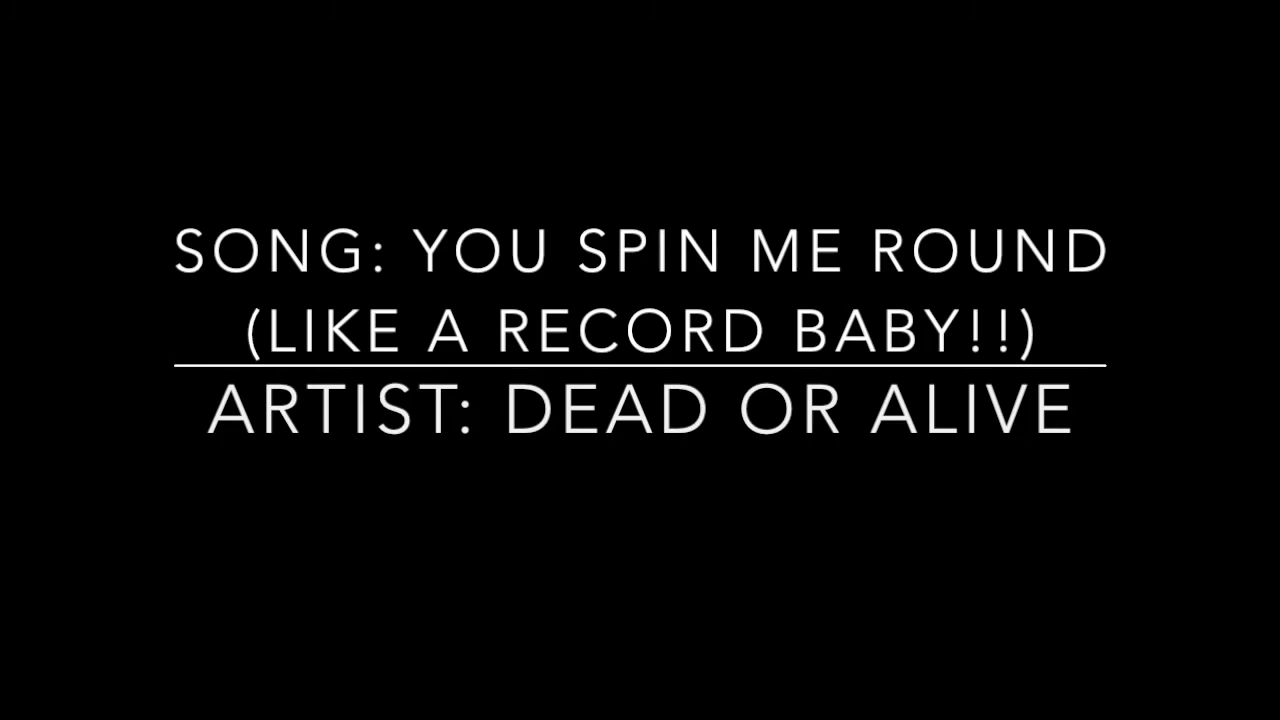 SONG: YOU SPIN ME ROUND
(LIKE A RECORD BABY!!)
ARTIST: DEAD OR ALIVE